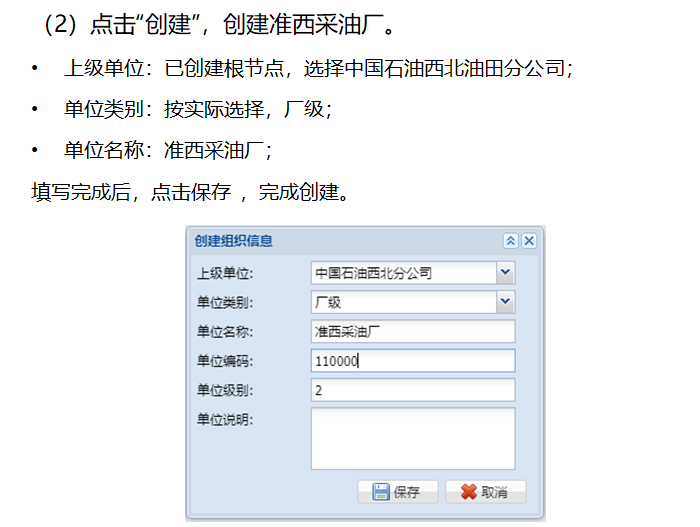 （2）点击“创建”，创建准西采油厂。
• 上级单位：已创建根节点，选择中国石油西北油田分公司；
• 单位类别：按实际选择，厂级；
• 单位名称：准西采油厂；
填写完成后，点击保存 ，完成创建。
创建组织信息
上级单位: 中国石油西北分公司
单位类别: 厂级
单位名称: 准西采油厂
单位编码: 110000
单位级别: 2
单位说明:
保存 取消